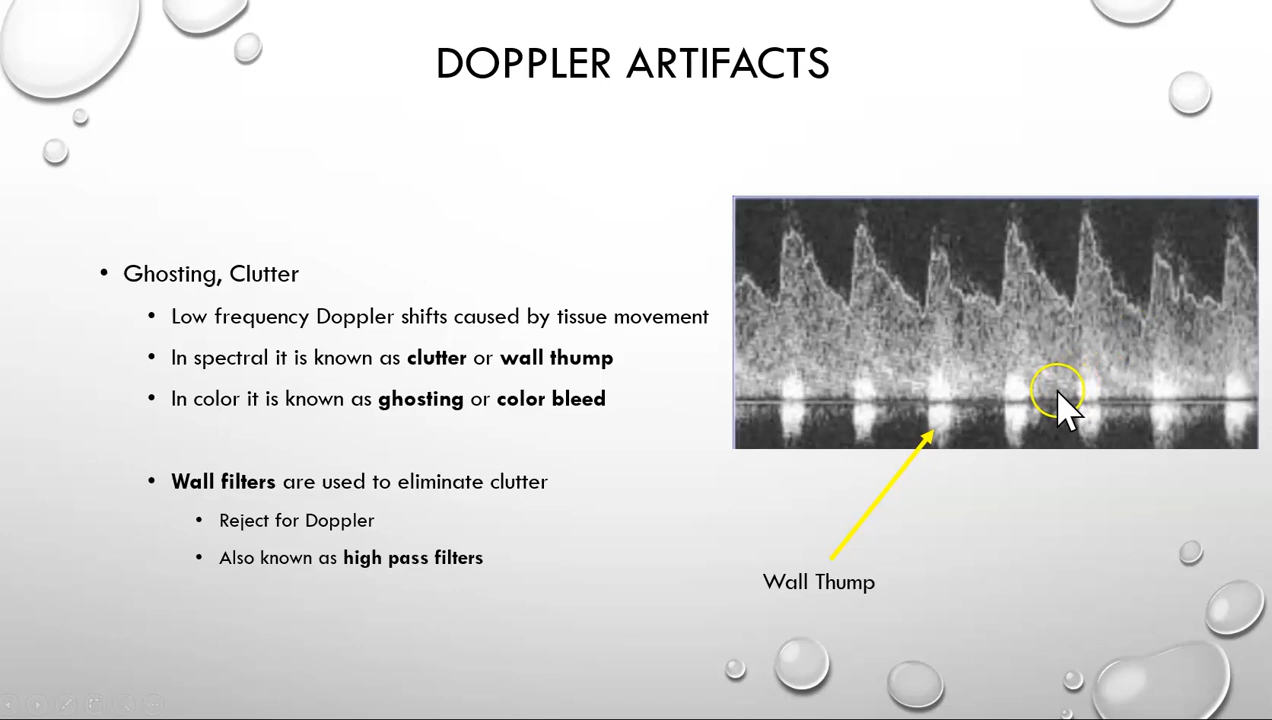 DOPPLER ARTIFACTS
• Ghosting, Clutter
• Low frequency Doppler shifts caused by tissue movement
• In spectral it is known as clutter or wall thump
• In color it is known as ghosting or color bleed
• Wall filters are used to eliminate clutter
• Reject for Doppler
• Also known as high pass filters
Wall Thump